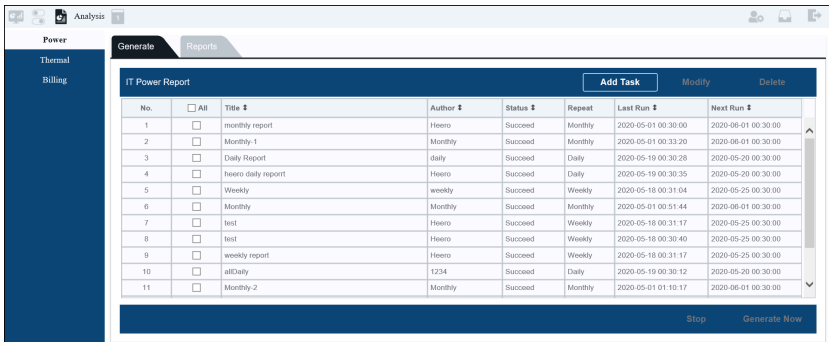 Analysis 1
Power
Thermal
Billing
Generate Reports
IT Power Report Add Task Modify Delete
No. All Title Author Status Repeat Last Run Next Run
1 monthly report Heero Succeed Monthly 2020-05-01 00:30:00 2020-06-01 00:30:00
2 Monthly-1 Monthly Succeed Monthly 2020-05-01 00:33:20 2020-06-01 00:30:00
3 Daily Report daily Succeed Daily 2020-05-19 00:30:28 2020-05-20 00:30:00
4 heero daily reporrt Heero Succeed Daily 2020-05-19 00:30:35 2020-05-20 00:30:00
5 Weekly weekly Succeed Weekly 2020-05-18 00:31:04 2020-05-25 00:30:00
6 Monthly Monthly Succeed Monthly 2020-05-01 00:51:44 2020-06-01 00:30:00
7 test Heero Succeed Weekly 2020-05-18 00:31:17 2020-05-25 00:30:00
8 test Heero Succeed Weekly 2020-05-18 00:30:40 2020-05-25 00:30:00
9 weekly report Heero Succeed Weekly 2020-05-18 00:31:17 2020-05-25 00:30:00
10 allDaily 1234 Succeed Daily 2020-05-19 00:30:12 2020-05-20 00:30:00
11 Monthly-2 Monthly Succeed Monthly 2020-05-01 01:10:17 2020-06-01 00:30:00
Stop Generate Now